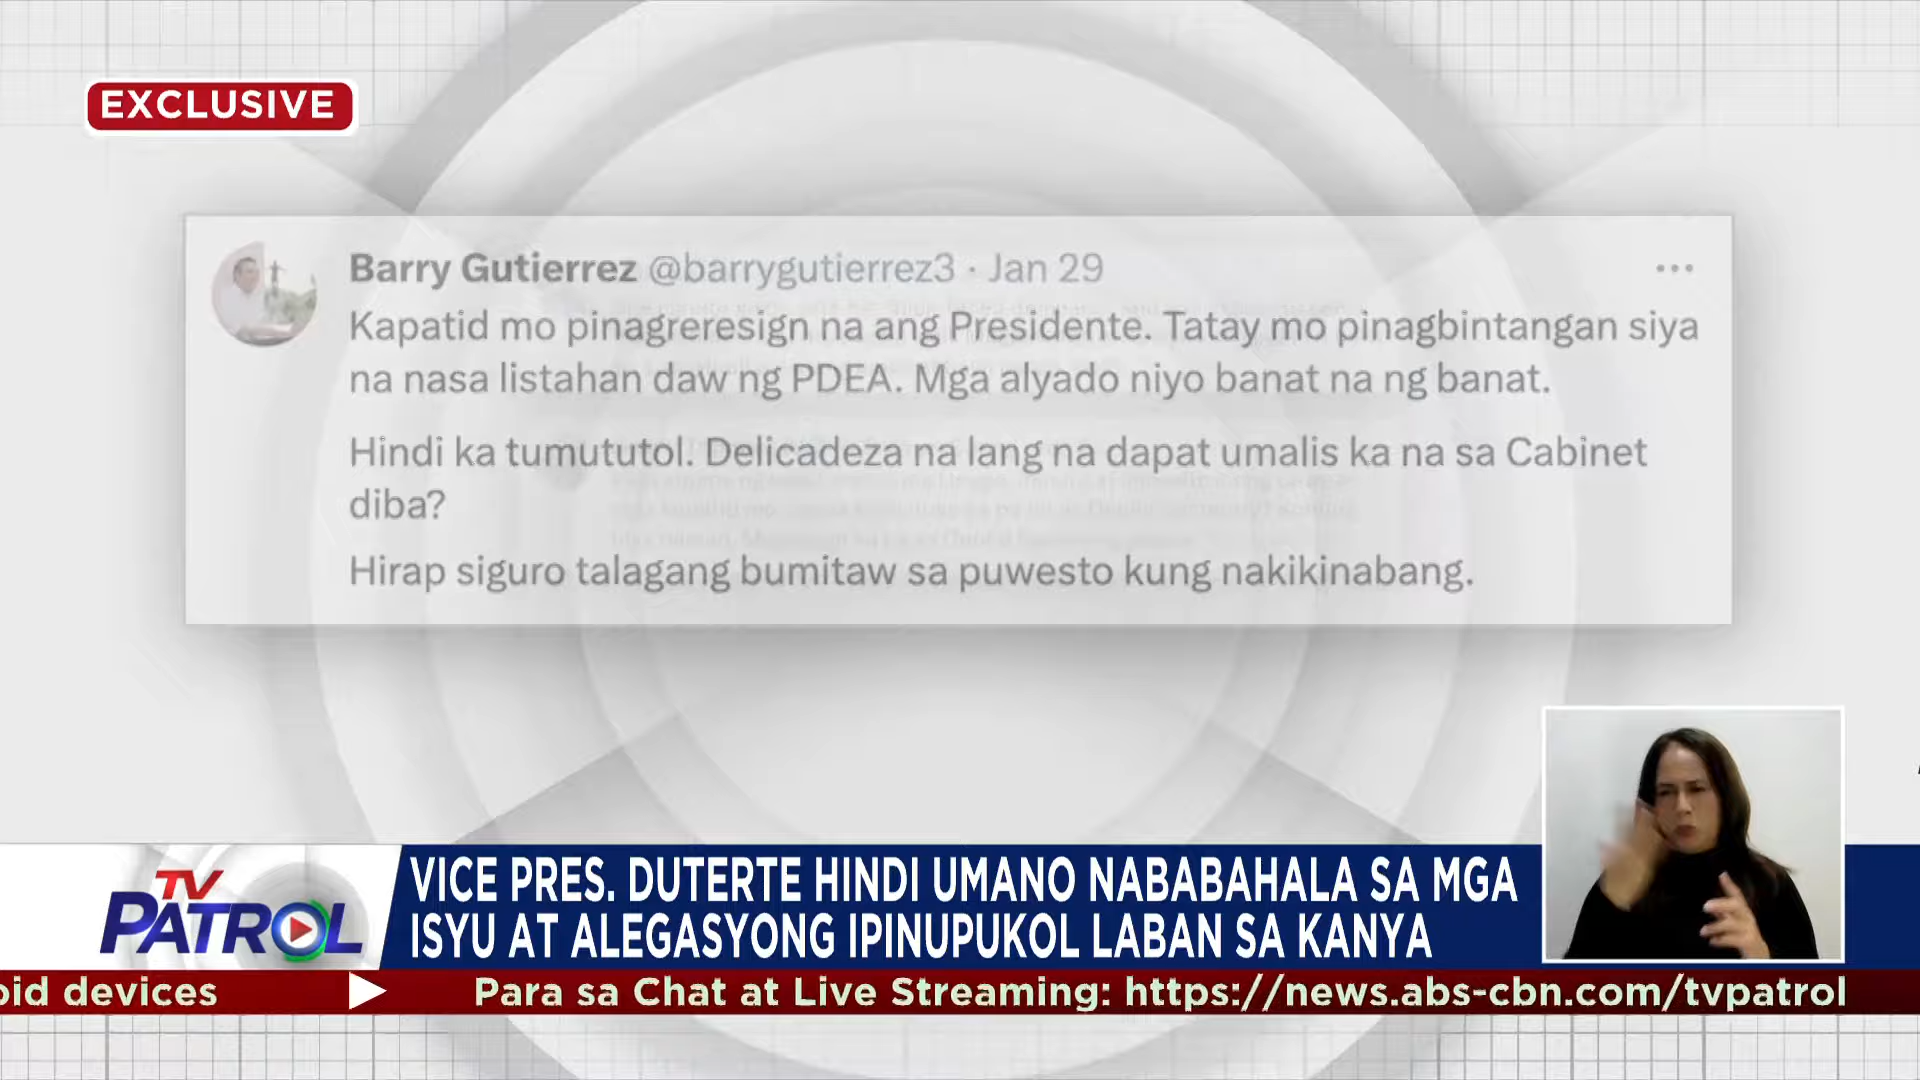 EXCLUSIVE
Barry Gutierrez @barrygutierrez3 · Jan 29
Kapatid mo pinagreresign na ang Presidente. Tatay mo pinagbintangan siya
na nasa listahan daw ng PDEA. Mga alyado niyo banat na ng banat.
Hindi ka tumututol. Delicadeza na lang na dapat umalis ka na sa Cabinet
diba?
Hirap siguro talagang bumitaw sa puwesto kung nakikinabang.
TV PATROL
VICE PRES. DUTERTE HINDI UMANO NABABAHALA SA MGA
ISYU AT ALEGASYONG IPINUPUKOL LABAN SA KANYA
oid devices Para sa Chat at Live Streaming: https://news.abs-cbn.com/tvpatrol